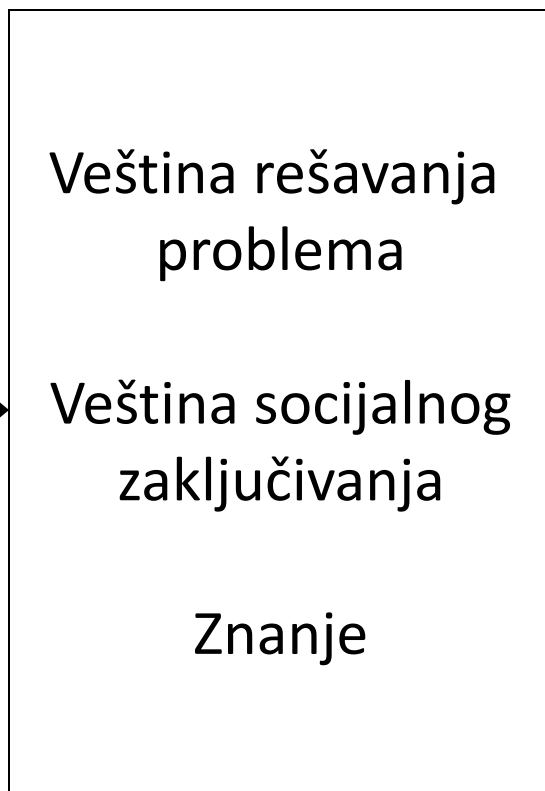 Veština rešavanja
problema
Veština socijalnog
zaključivanja
Znanje